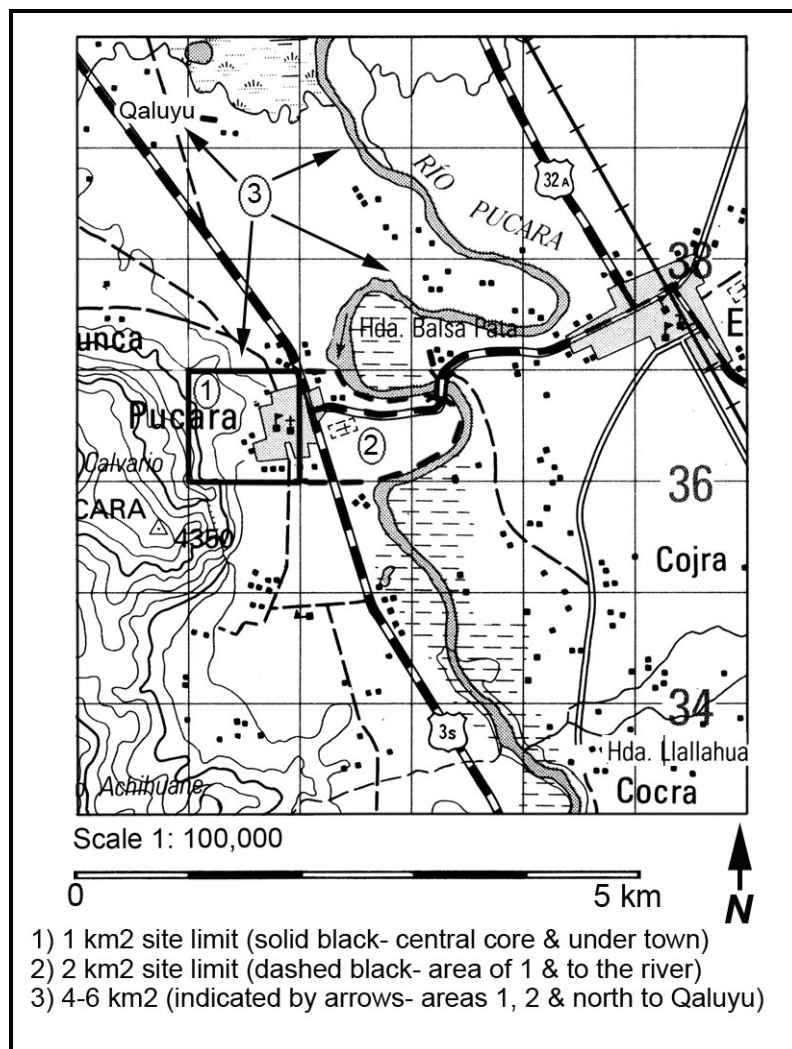 Qaluyu
3
RÍO
PUCARA
32A
38
Hda. Balsa Pata
E
unca
1
Pucara
2
Calvario
36
CARA
4350
Cojra
34
3s
Hda. Llallahua
Achihuane
Cocra
Scale 1: 100,000
0
5 km
N
1) 1 km2 site limit (solid black- central core & under town)
2) 2 km2 site limit (dashed black- area of 1 & to the river)
3) 4-6 km2 (indicated by arrows- areas 1, 2 & north to Qaluyu)